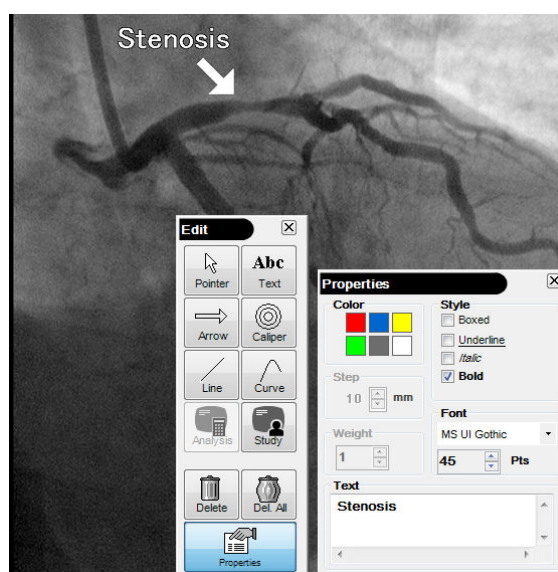 Stenosis
Edit
Pointer
Abc
Text
Arrow
Caliper
Line
Curve
Analysis
Study
Delete
Del. All
Properties
Properties
Color
Step
10 mm
Weight
1
Style
Boxed
Underline
Italic
Bold
Font
MS UI Gothic
45 Pts
Text
Stenosis